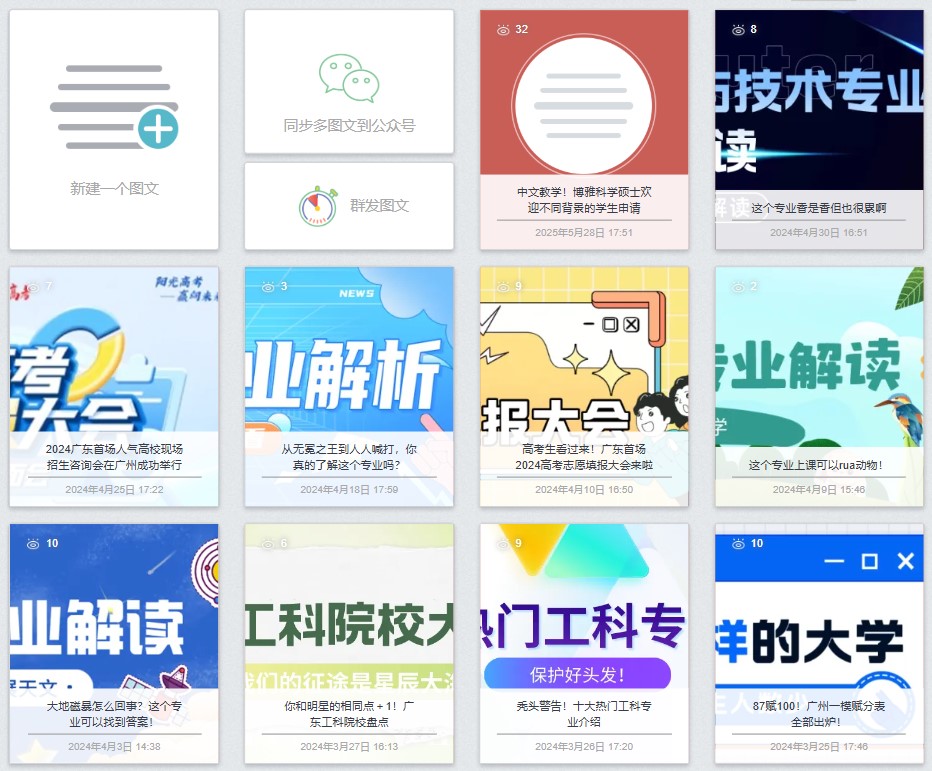 新建一个图文
同步多图文到公众号
群发图文
32
中文教学！博雅科学硕士欢
迎不同背景的学生申请
2025年5月28日 17:51
8
与技术专业
读
解读
这个专业香是香但也很累啊
2024年4月30日 16:51
7
高考
阳光高考
赢向未来
考
大会
2024广东首场人气高校现场
招生咨询会在广州成功举行
2024年4月25日 17:22
3
NEWS
业解析
从无冕之王到人人喊打，你
真的了解这个专业吗？
2024年4月18日 17:59
9
报大会
高考生看过来！广东首场
2024高考志愿填报大会来啦
2024年4月10日 16:50
2
专业解读
学
这个专业上课可以rua动物！
2024年4月9日 15:46
10
业解读
天文·
大地磁暴怎么回事？这个专
业可以找到答案！
2024年4月3日 14:38
6
工科院校大
我们的征途是星辰大海
你和明星的相同点＋1！广
东工科院校盘点
2024年3月27日 16:13
9
热门工科专
保护好头发！
秃头警告！十大热门工科专
业介绍
2024年3月26日 17:20
10
样的大学
87赋100！广州一模赋分表
全部出炉！
2024年3月25日 17:46